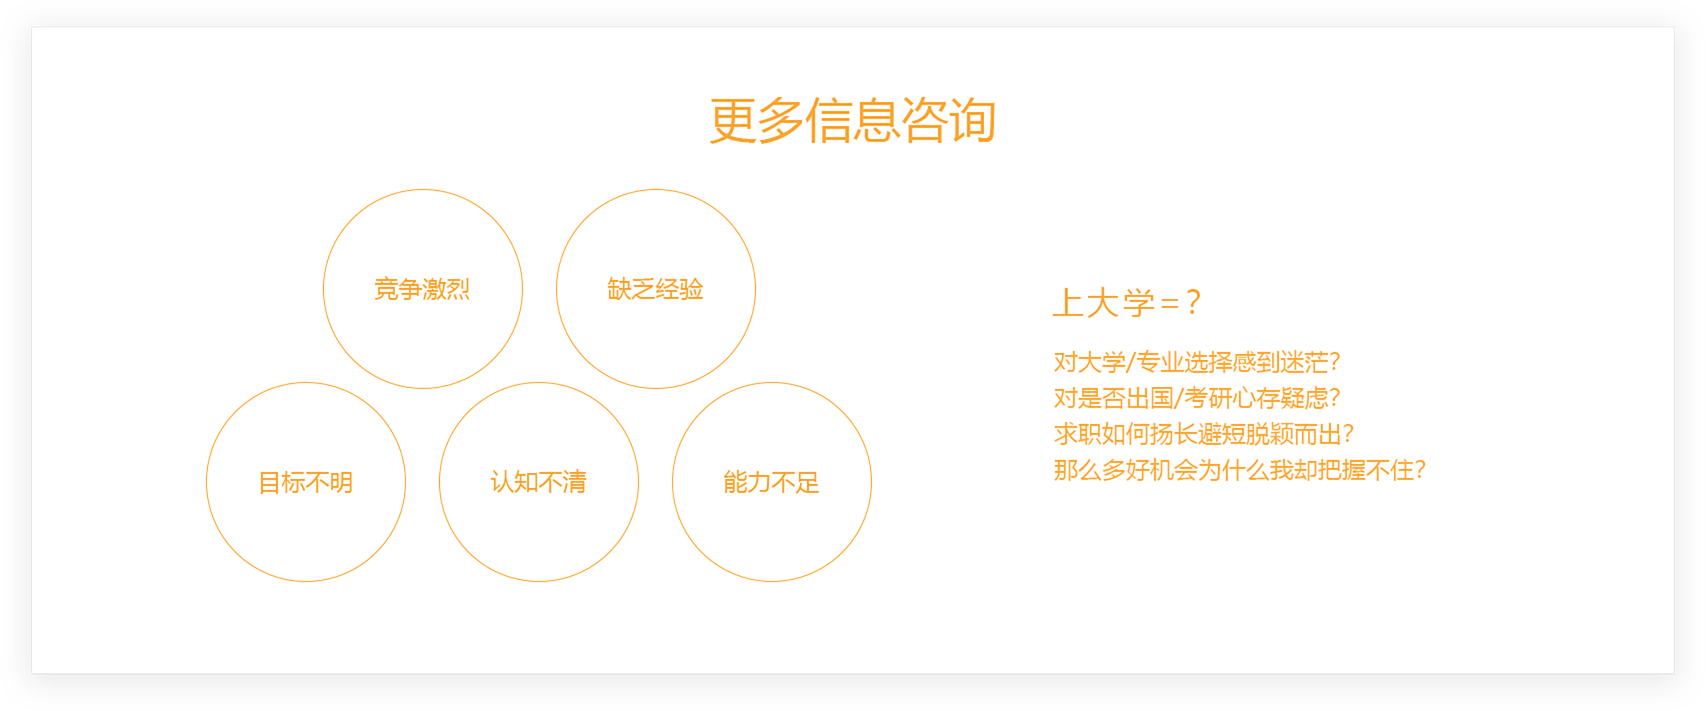 更多信息咨询
竞争激烈
缺乏经验
目标不明
认知不清
能力不足
上大学=？
对大学/专业选择感到迷茫？
对是否出国/考研心存疑虑？
求职如何扬长避短脱颖而出？
那么多好机会为什么我却把握不住？